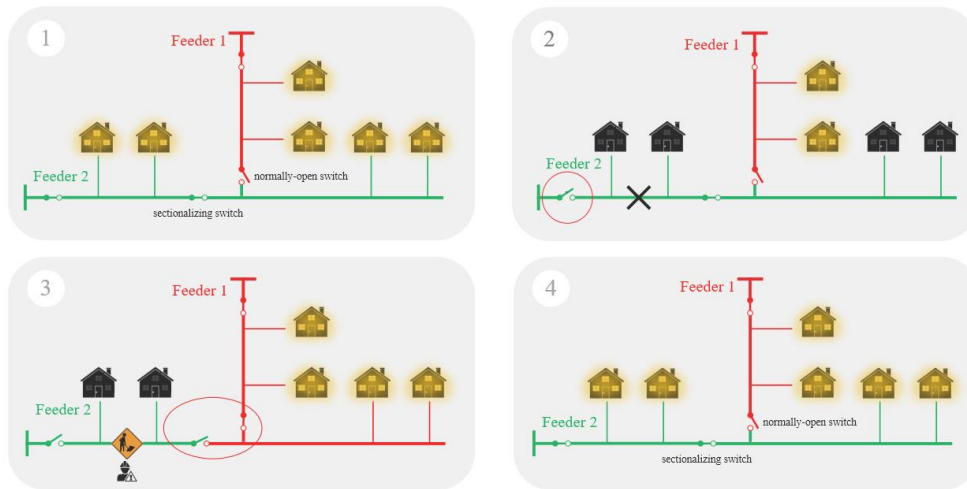 1
Feeder 1
Feeder 2
normally-open switch
sectionalizing switch
2
Feeder 1
Feeder 2
3
Feeder 1
Feeder 2
4
Feeder 1
Feeder 2
normally-open switch
sectionalizing switch